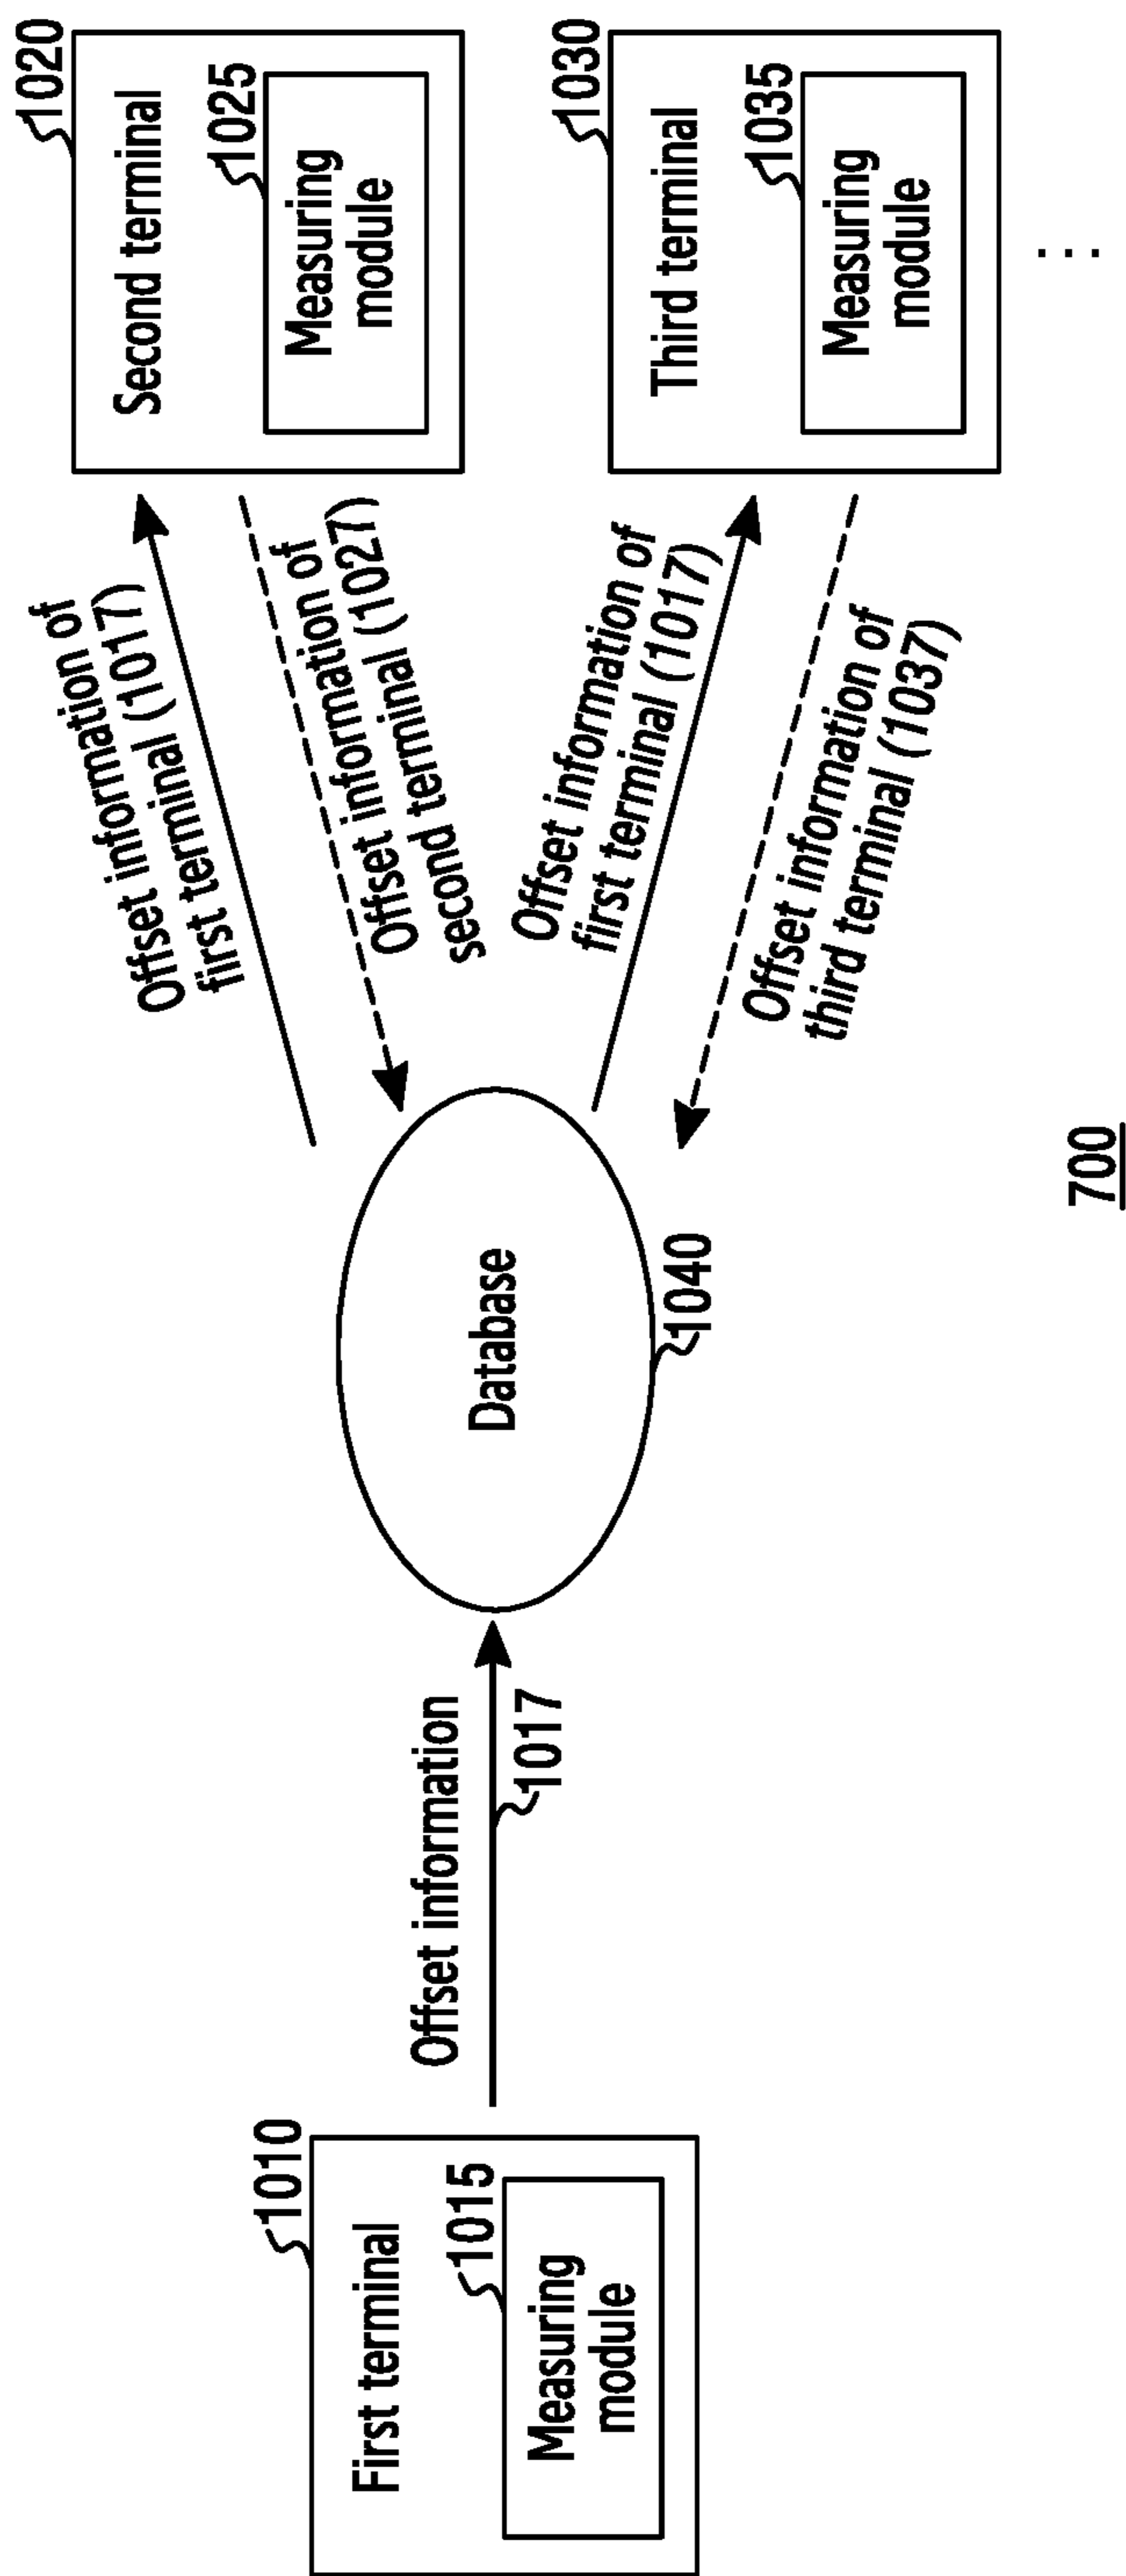 First terminal
1010
1015
Measuring
module
Offset information
1017
Database
1040
Offset information of
first terminal (1017)
Offset information of
second terminal (1027)
Offset information of
first terminal (1017)
Offset information of
third terminal (1037)
Second terminal
1020
1025
Measuring
module
Third terminal
1030
1035
Measuring
module
...
700